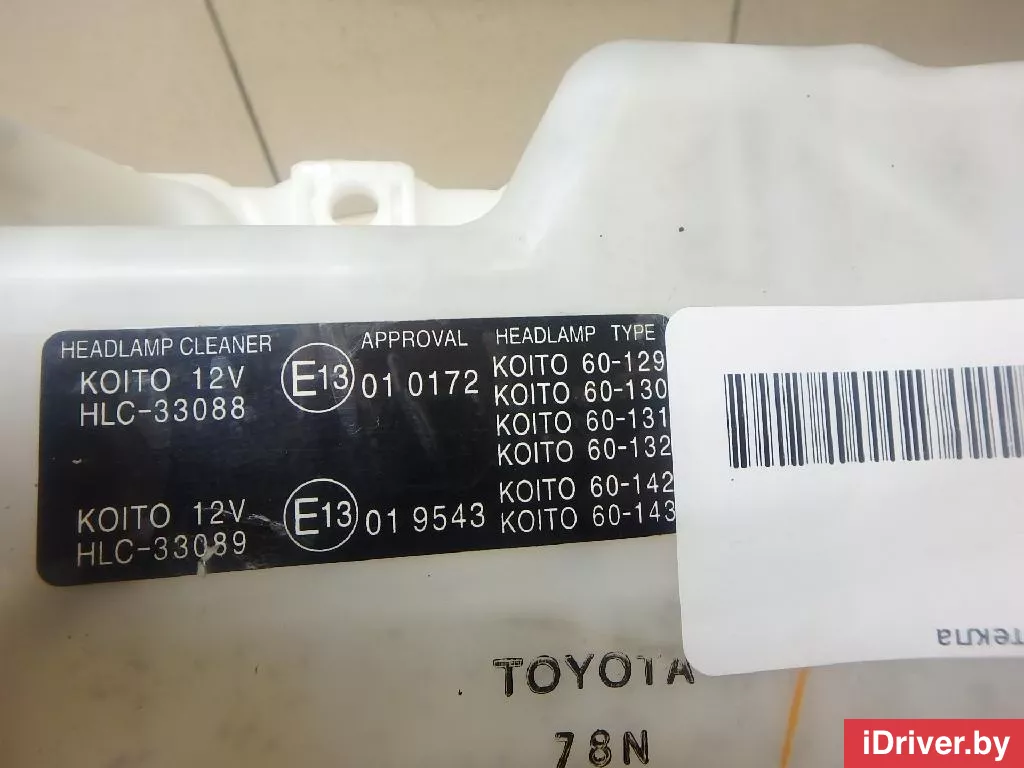 HEADLAMP CLEANER
APPROVAL
HEADLAMP TYPE
KOITO 12V
HLC-33088
E13
01 0172
KOITO 60-129
KOITO 60-130
KOITO 60-131
KOITO 60-132
KOITO 12V
HLC-33089
E13
01 9543
KOITO 60-142
KOITO 60-143
текла
TOYOTA
78N
iDriver.by